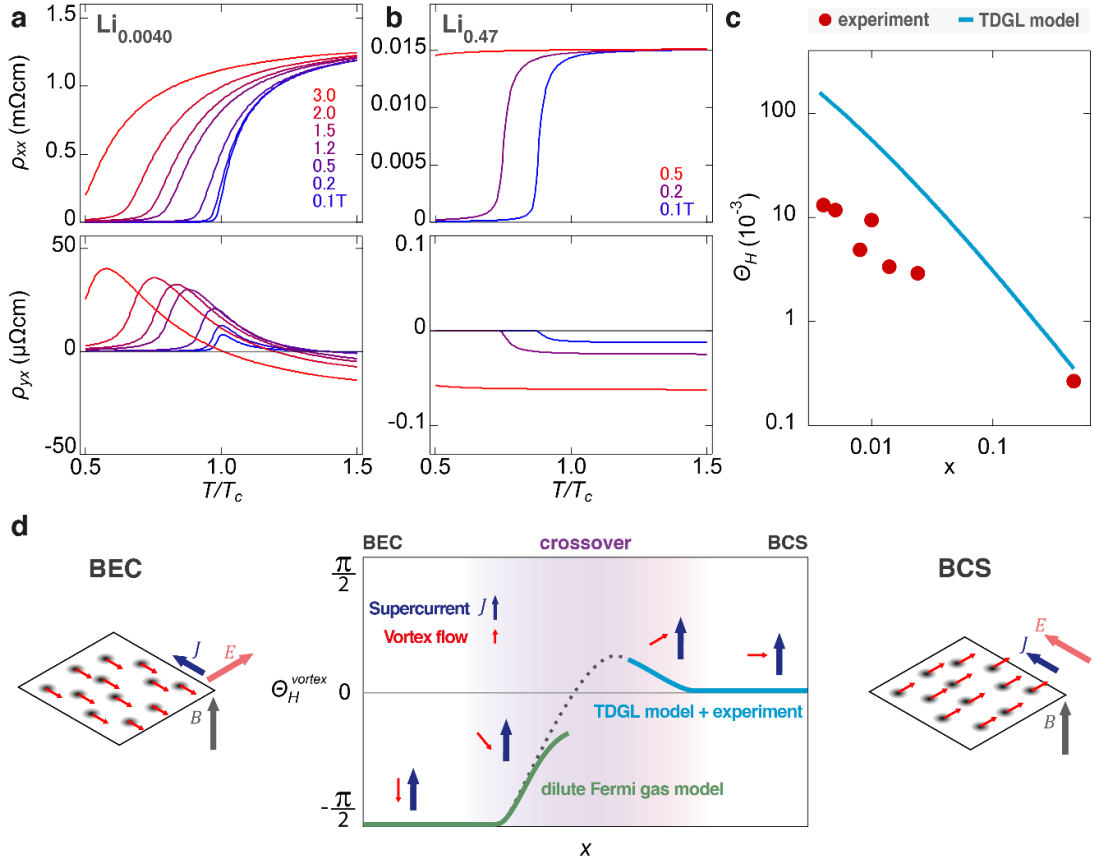 a
Li0.0040
1.5
1.0
0.5
0
ρxx (mΩcm)
3.0
2.0
1.5
1.2
0.5
0.2
0.1T
50
0
-50
ρyx (μΩcm)
0.5
1.0
1.5
T/Tc
b
Li0.47
0.015
0.010
0.005
0
0.5
0.2
0.1T
0.1
0
-0.1
0.5
1.0
1.5
T/Tc
c
experiment
TDGL model
100
10
1
0.1
ΘH (10-3)
0.01
0.1
x
d
BEC
J
E
B
BEC
crossover
BCS
π/2
0
-π/2
ΘHvortex
Supercurrent J
Vortex flow
TDGL model + experiment
dilute Fermi gas model
x
BCS
E
J
B